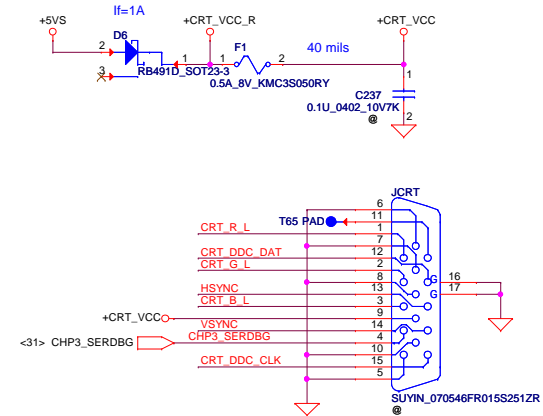 If=1A
+5VS
+CRT_VCC_R
+CRT_VCC
D6
F1
40 mils
2
1
1
2
3
RB491D_SOT23-3
0.5A_8V_KMC3S050RY
1
C237
0.1U_0402_10V7K
@
2
JCRT
6
T65 PAD
11
CRT_R_L
1
7
CRT_DDC_DAT
12
CRT_G_L
2
8
G
16
HSYNC
13
G
17
CRT_B_L
3
+CRT_VCC
9
VSYNC
14
<31>
CHP3_SERDBG
CHP3_SERDBG
4
10
CRT_DDC_CLK
15
5
SUYIN_070546FR015S251ZR
@